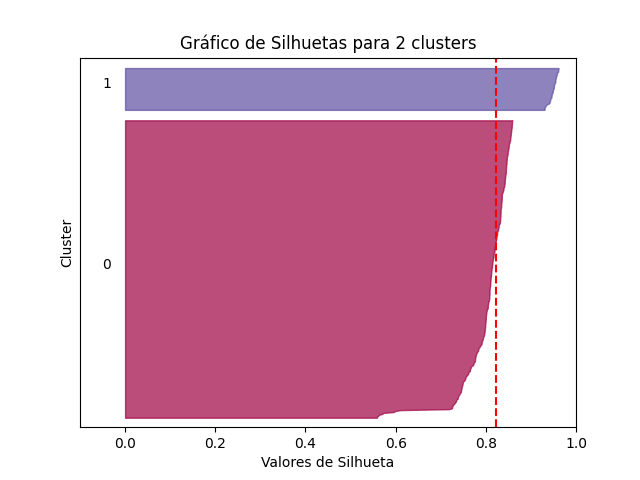 Gráfico de Silhuetas para 2 clusters
1
0
Cluster
0.0 0.2 0.4 0.6 0.8 1.0
Valores de Silhueta